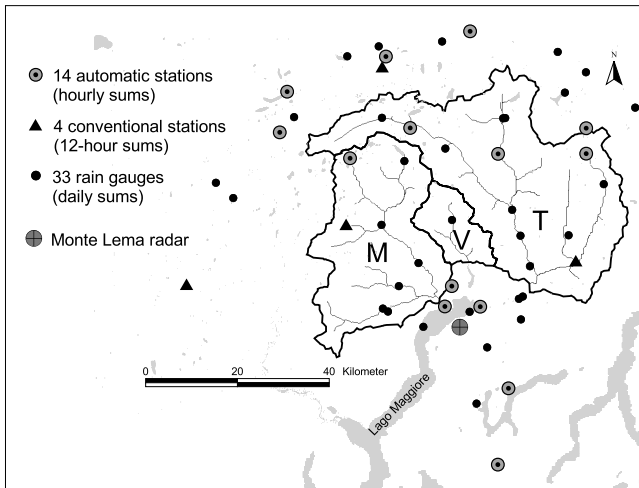 14 automatic stations
(hourly sums)
4 conventional stations
(12-hour sums)
33 rain gauges
(daily sums)
Monte Lema radar
N
T
V
M
0 20 40 Kilometer
Lago Maggiore